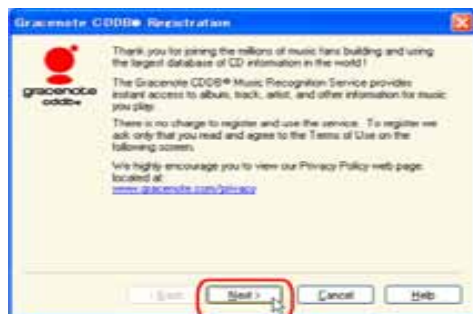 Gracenote CDDB® Registration
Thank you for joining the millions of music fans building and using
the largest database of CD information in the world!
gracenote
cddb®
The Gracenote CDDB® Music Recognition Service provides
instant access to album, track, artist, and other information for music
you play.
There is no charge to register and use the service. To register we
ask only that you read and agree to the Terms of Use on the
following screen.
We highly encourage you to view our Privacy Policy web page
located at
www.gracenote.com/privacy
< Back
Next >
Cancel
Help